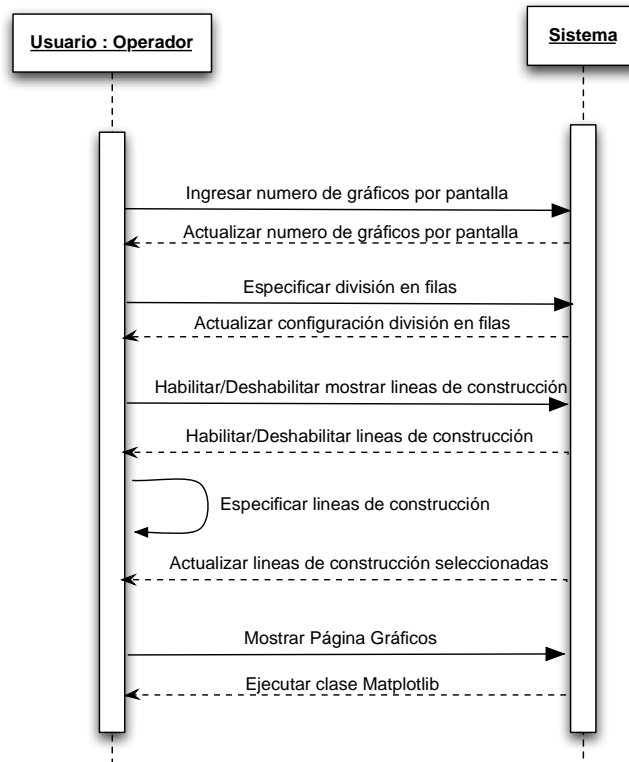 Usuario : Operador
Sistema
Ingresar numero de gráficos por pantalla
Actualizar numero de gráficos por pantalla
Especificar división en filas
Actualizar configuración división en filas
Habilitar/Deshabilitar mostrar lineas de construcción
Habilitar/Deshabilitar lineas de construcción
Especificar lineas de construcción
Actualizar lineas de construcción seleccionadas
Mostrar Página Gráficos
Ejecutar clase Matplotlib